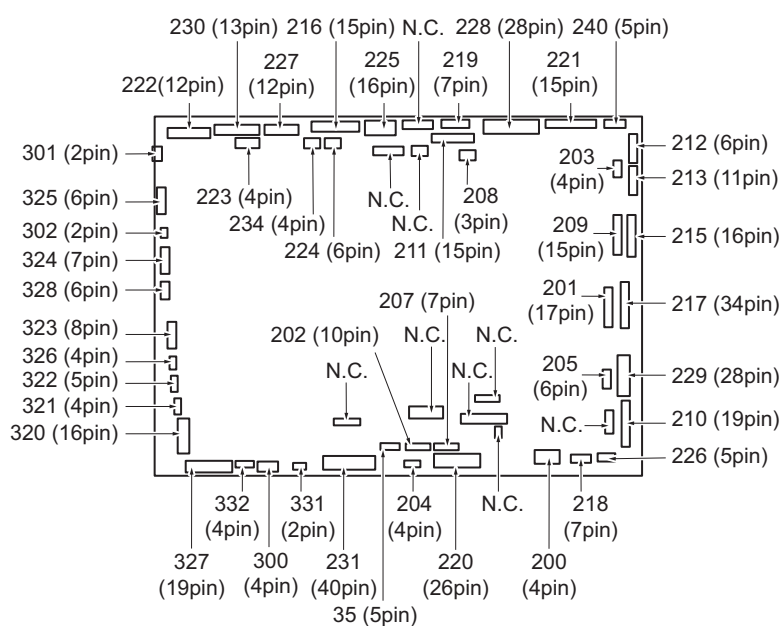 230 (13pin) 216 (15pin) N.C. 228 (28pin) 240 (5pin)
227
(12pin)
225
(16pin)
219
(7pin)
221
(15pin)
222(12pin)
301 (2pin)
325 (6pin)
302 (2pin)
324 (7pin)
328 (6pin)
323 (8pin)
326 (4pin)
322 (5pin)
321 (4pin)
320 (16pin)
223 (4pin)
234 (4pin)
224 (6pin)
N.C.
N.C.
211 (15pin)
208
(3pin)
203
(4pin)
209
(15pin)
201
(17pin)
205
(6pin)
N.C.
212 (6pin)
213 (11pin)
215 (16pin)
217 (34pin)
229 (28pin)
210 (19pin)
226 (5pin)
207 (7pin)
202 (10pin)
N.C.
N.C.
N.C.
N.C.
327
(19pin)
332
(4pin)
300
(4pin)
331
(2pin)
231
(40pin)
35 (5pin)
204
(4pin)
220
(26pin)
N.C.
200
(4pin)
218
(7pin)